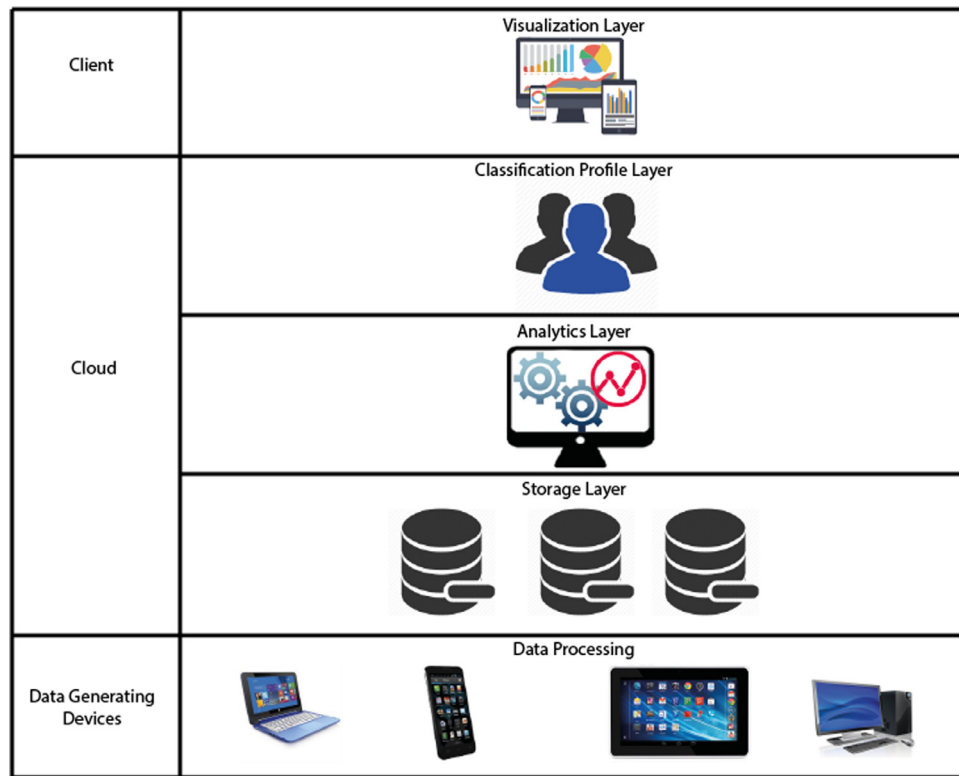 Client
Visualization Layer
Cloud
Classification Profile Layer
Analytics Layer
Storage Layer
Data Generating
Devices
Data Processing